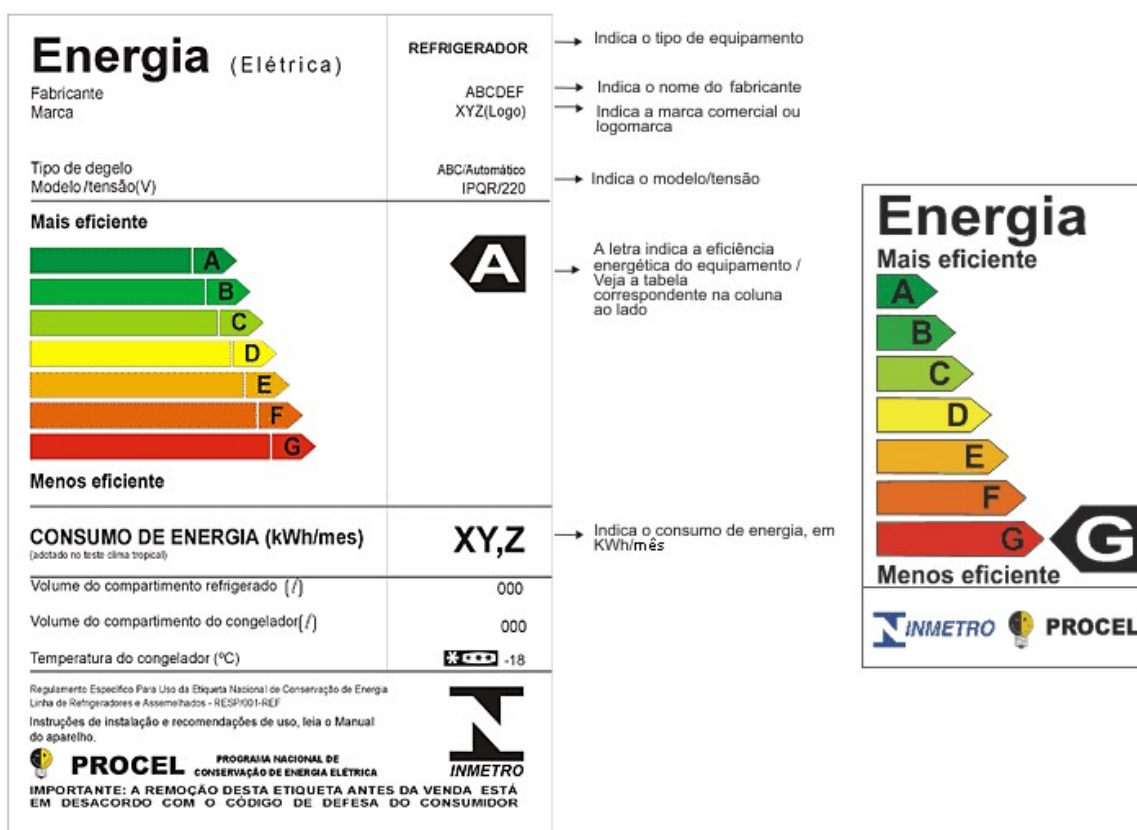 Energia (Elétrica)
REFRIGERADOR
Indica o tipo de equipamento
Fabricante
ABCDEF
Indica o nome do fabricante
Marca
XYZ(Logo)
Indica a marca comercial ou
logomarca
Tipo de degelo
ABC/Automático
Modelo/tensão(V)
IPQR/220
Indica o modelo/tensão
Mais eficiente
A
B
C
D
E
F
G
Menos eficiente
A
A letra indica a eficiência
energética do equipamento /
Veja a tabela
correspondente na coluna
ao lado
CONSUMO DE ENERGIA (kWh/mes)
(adotado no teste clima tropical)
XY,Z
Indica o consumo de energia, em
KWh/mês
Volume do compartimento refrigerado (l)
000
Volume do compartimento do congelador(l)
000
Temperatura do congelador (ºC)
-18
Regulamento Específico Para Uso da Etiqueta Nacional de Conservação de Energia
Linha de Refrigeradores e Assemelhados - RESP/001-REF
Instruções de instalação e recomendações de uso, leia o Manual
do aparelho.
PROCEL
PROGRAMA NACIONAL DE
CONSERVAÇÃO DE ENERGIA ELÉTRICA
INMETRO
IMPORTANTE: A REMOÇÃO DESTA ETIQUETA ANTES DA VENDA ESTÁ
EM DESACORDO COM O CÓDIGO DE DEFESA DO CONSUMIDOR
Energia
Mais eficiente
A
B
C
D
E
F
G
G
Menos eficiente
INMETRO
PROCEL